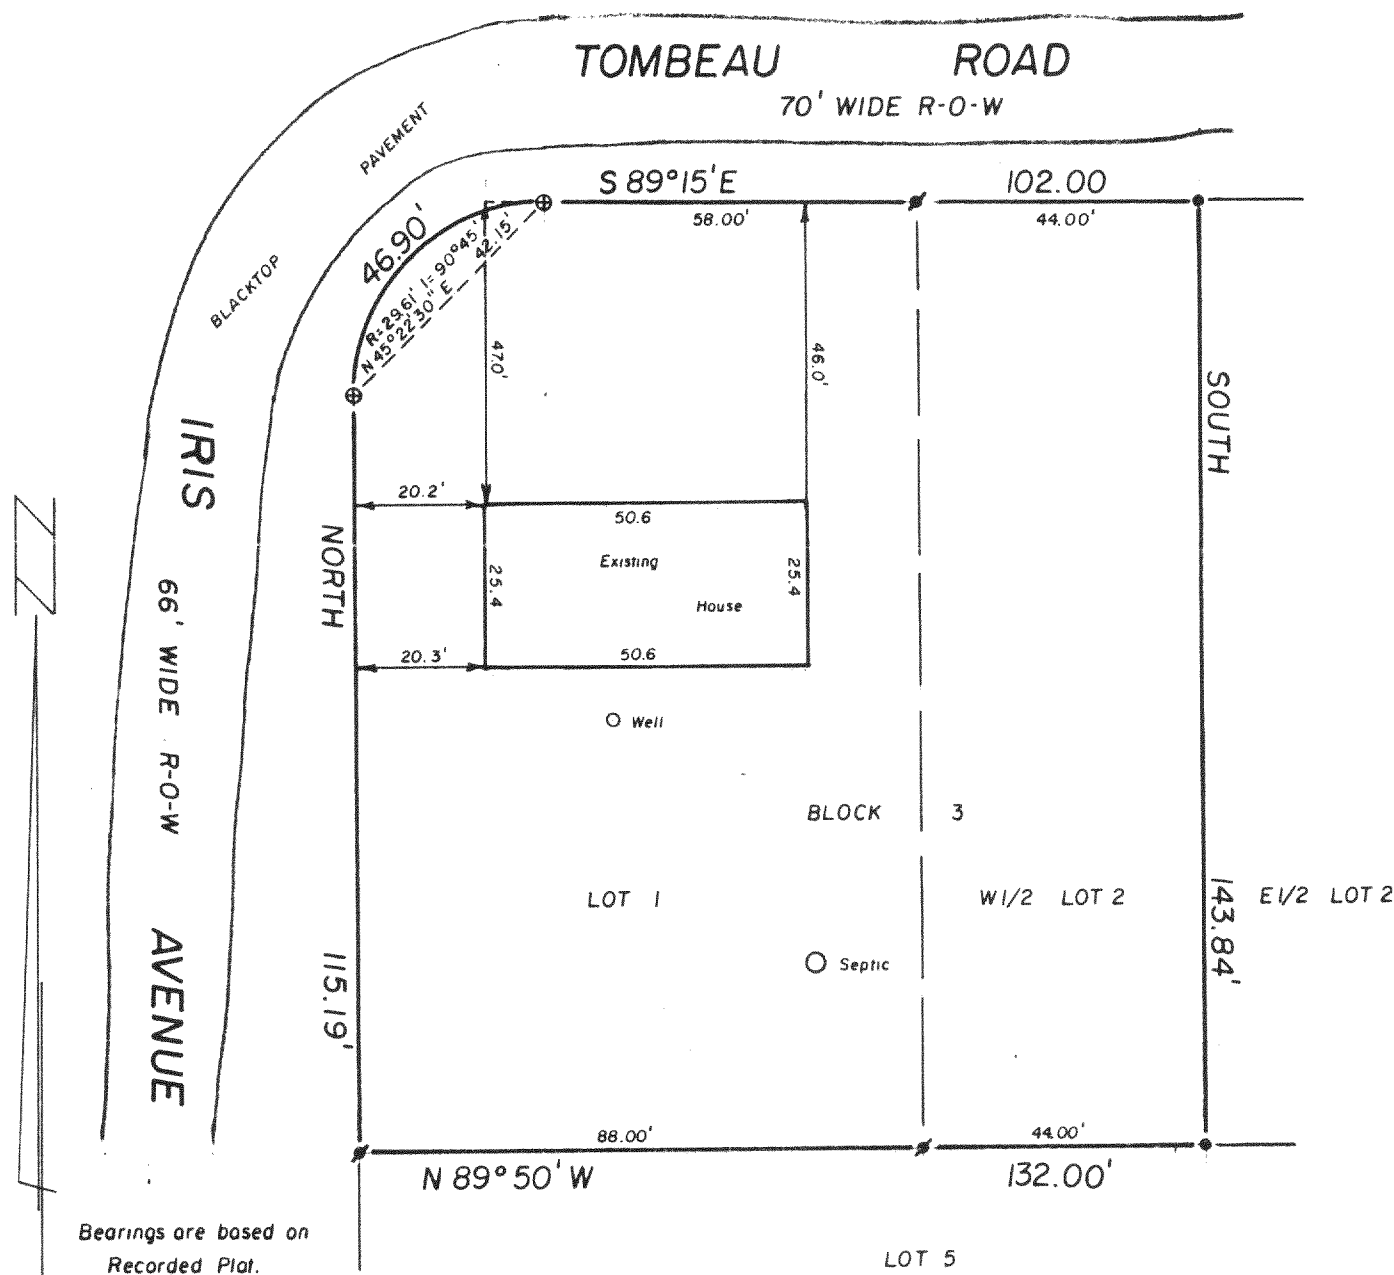 TOMBEAU ROAD
70' WIDE R-O-W
PAVEMENT
BLACKTOP
S 89°15'E 102.00
58.00' 44.00'
46.90'
R=29.61' I=90°45'
42.15'
N 45°22'30" E
47.0'
46.0'
SOUTH
143.84'
IRIS AVENUE
66' WIDE R-O-W
NORTH
115.19'
20.2'
50.6
Existing
House
25.4
25.4
20.3'
50.6
Well
BLOCK 3
LOT 1
W1/2 LOT 2
E1/2 LOT 2
Septic
88.00'
44.00'
N 89°50'W
132.00'
Bearings are based on
Recorded Plat.
LOT 5